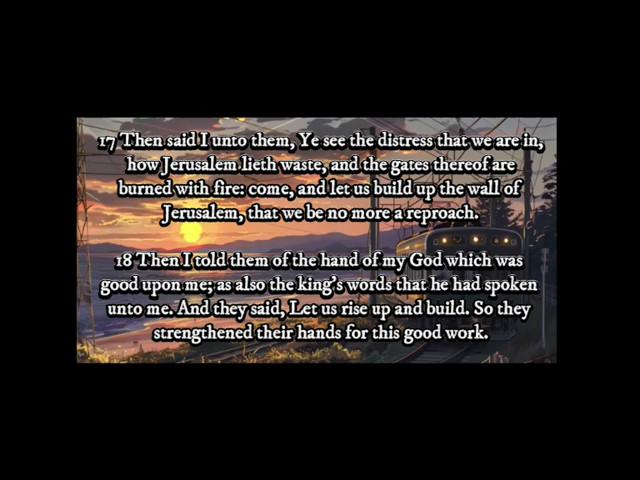 17 Then said I unto them, Ye see the distress that we are in,
how Jerusalem lieth waste, and the gates thereof are
burned with fire: come, and let us build up the wall of
Jerusalem, that we be no more a reproach.
18 Then I told them of the hand of my God which was
good upon me; as also the king's words that he had spoken
unto me. And they said, Let us rise up and build. So they
strengthened their hands for this good work.